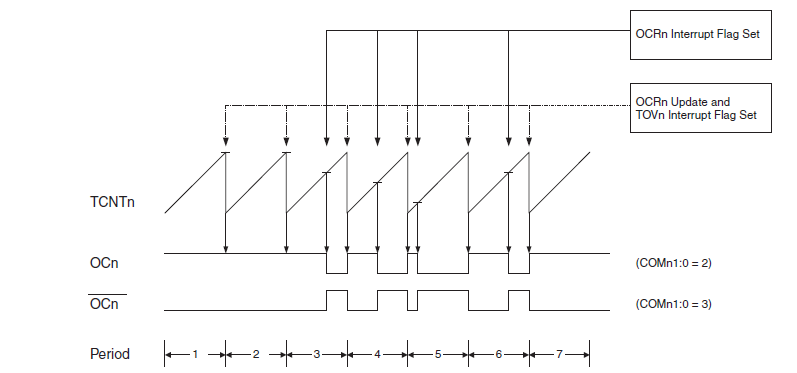 OCRn Interrupt Flag Set
OCRn Update and
TOVn Interrupt Flag Set
TCNTn
OCn
(COMn1:0 = 2)
OCn
(COMn1:0 = 3)
Period
1
2
3
4
5
6
7